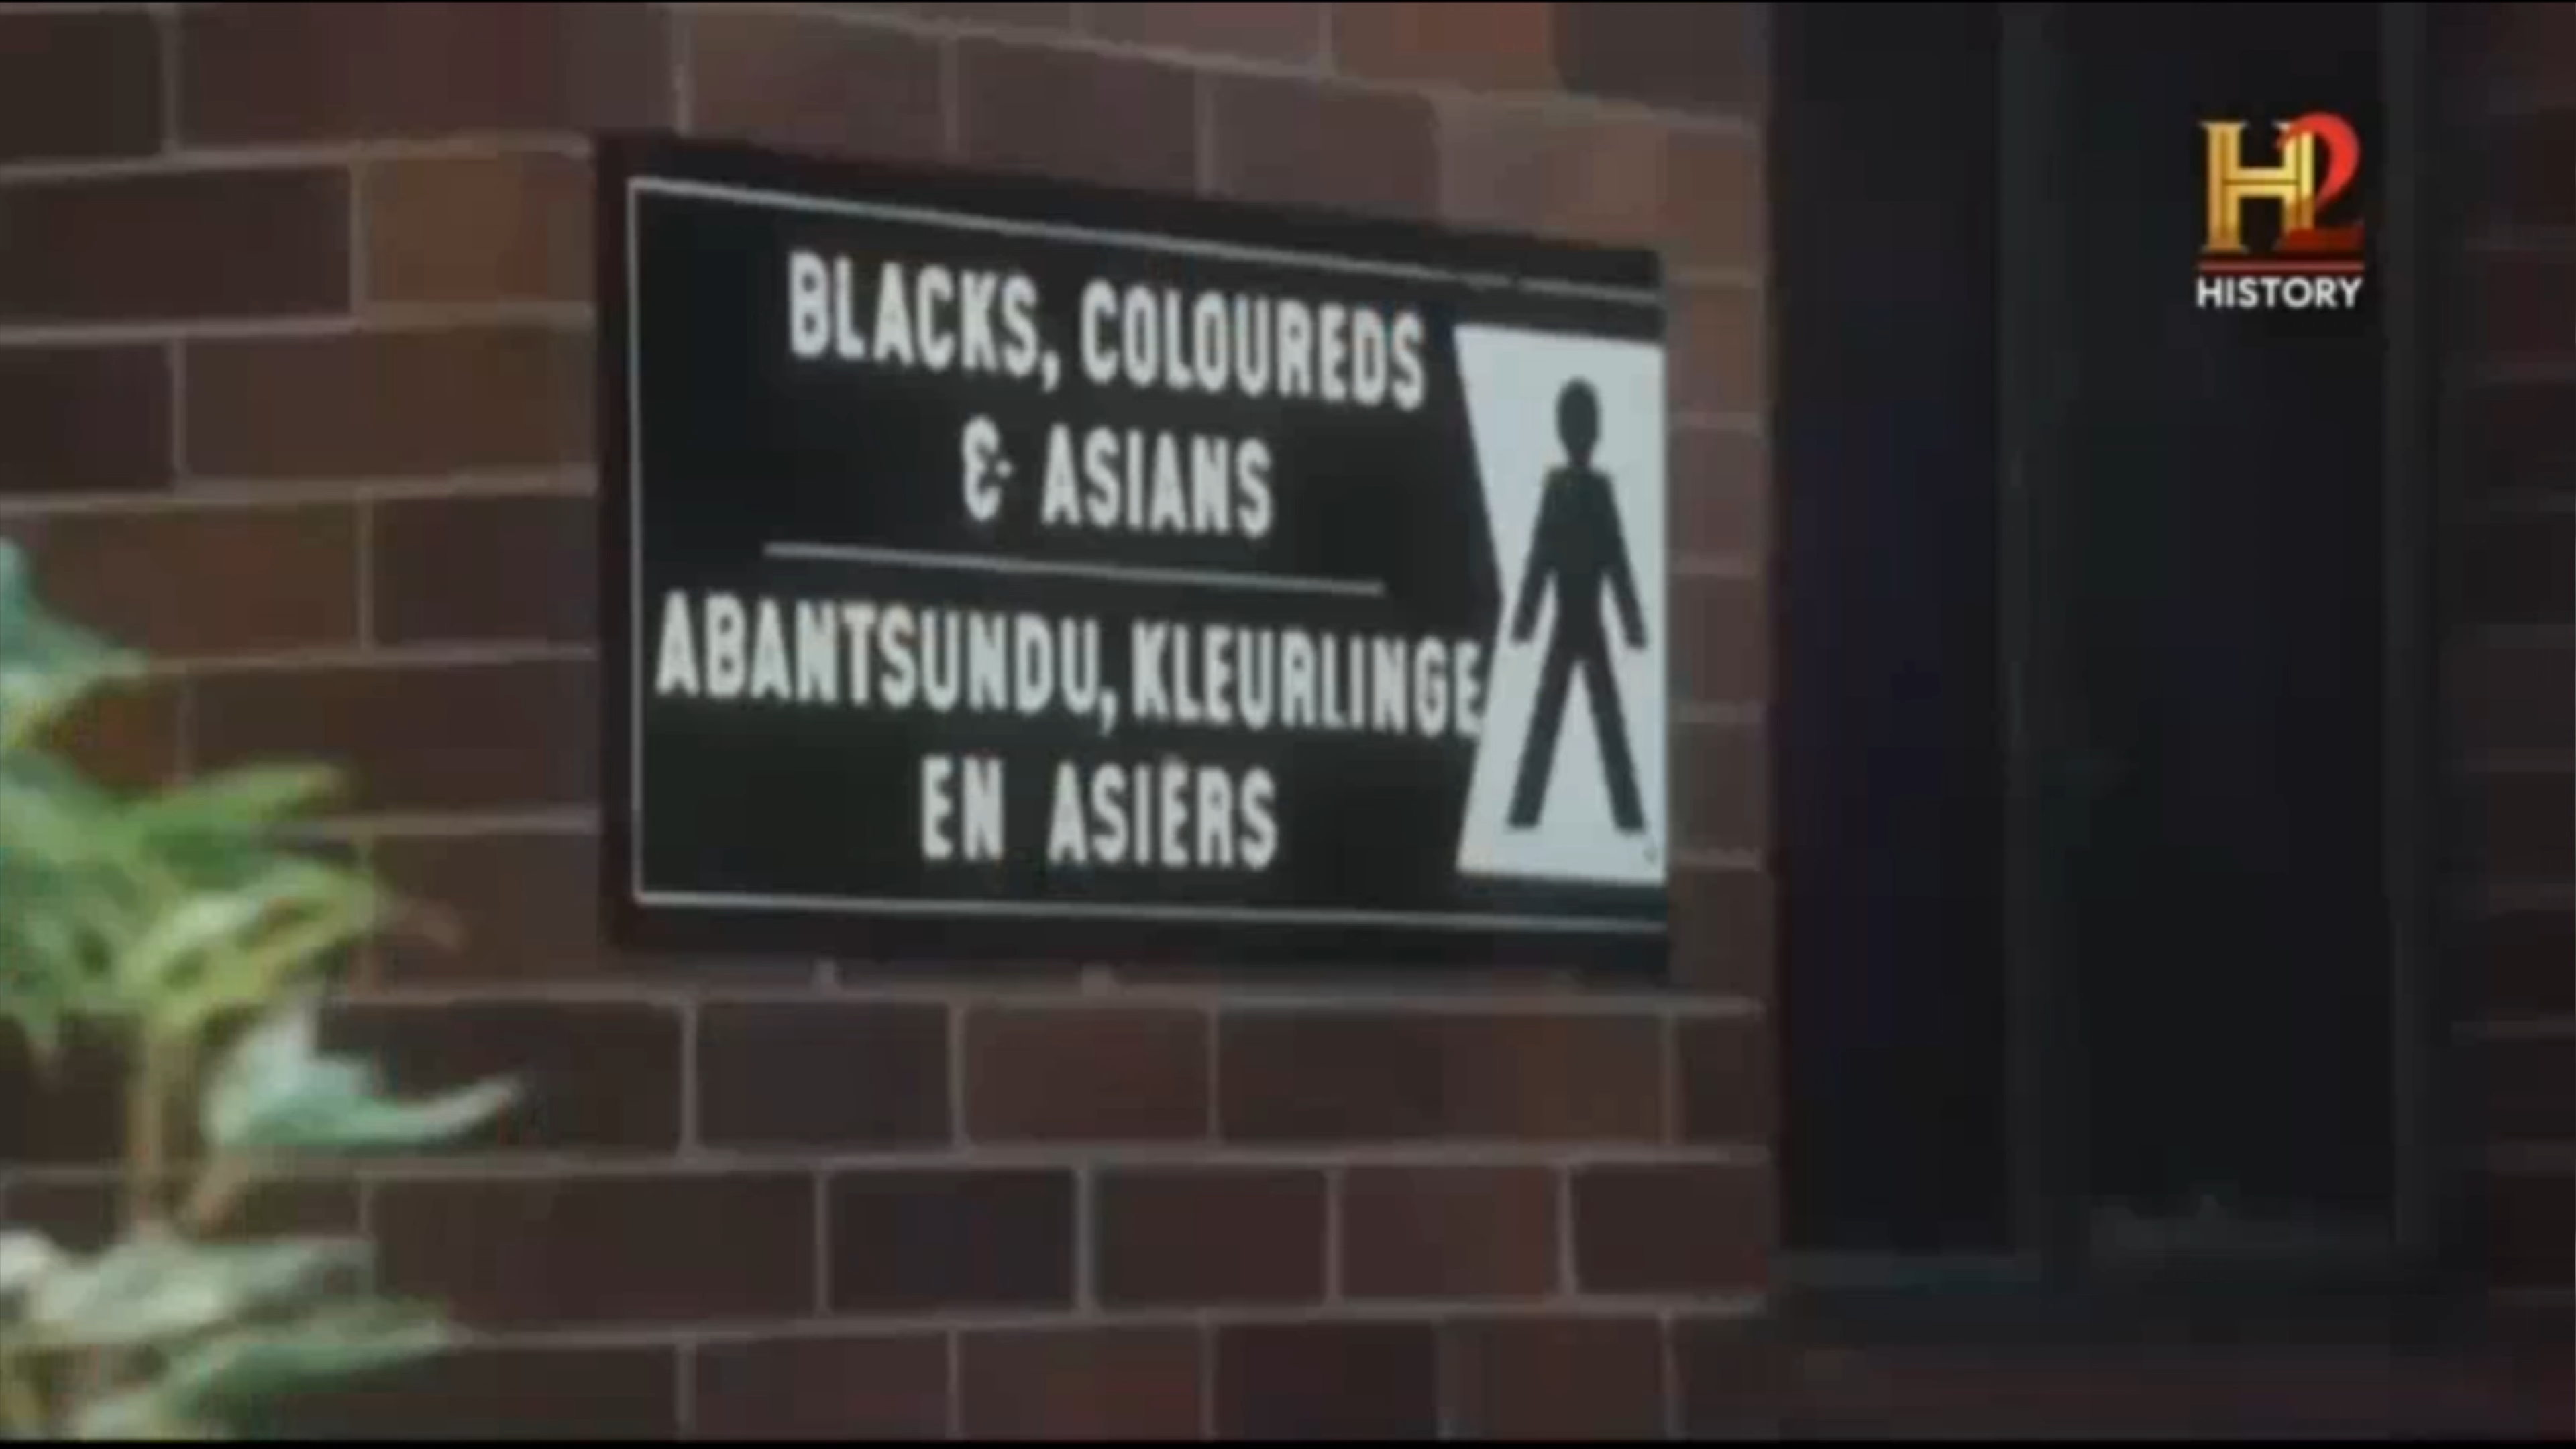 BLACKS, COLOUREDS
& ASIANS
ABANTSUNDU, KLEURLINGE
EN ASIËRS
H2
HISTORY